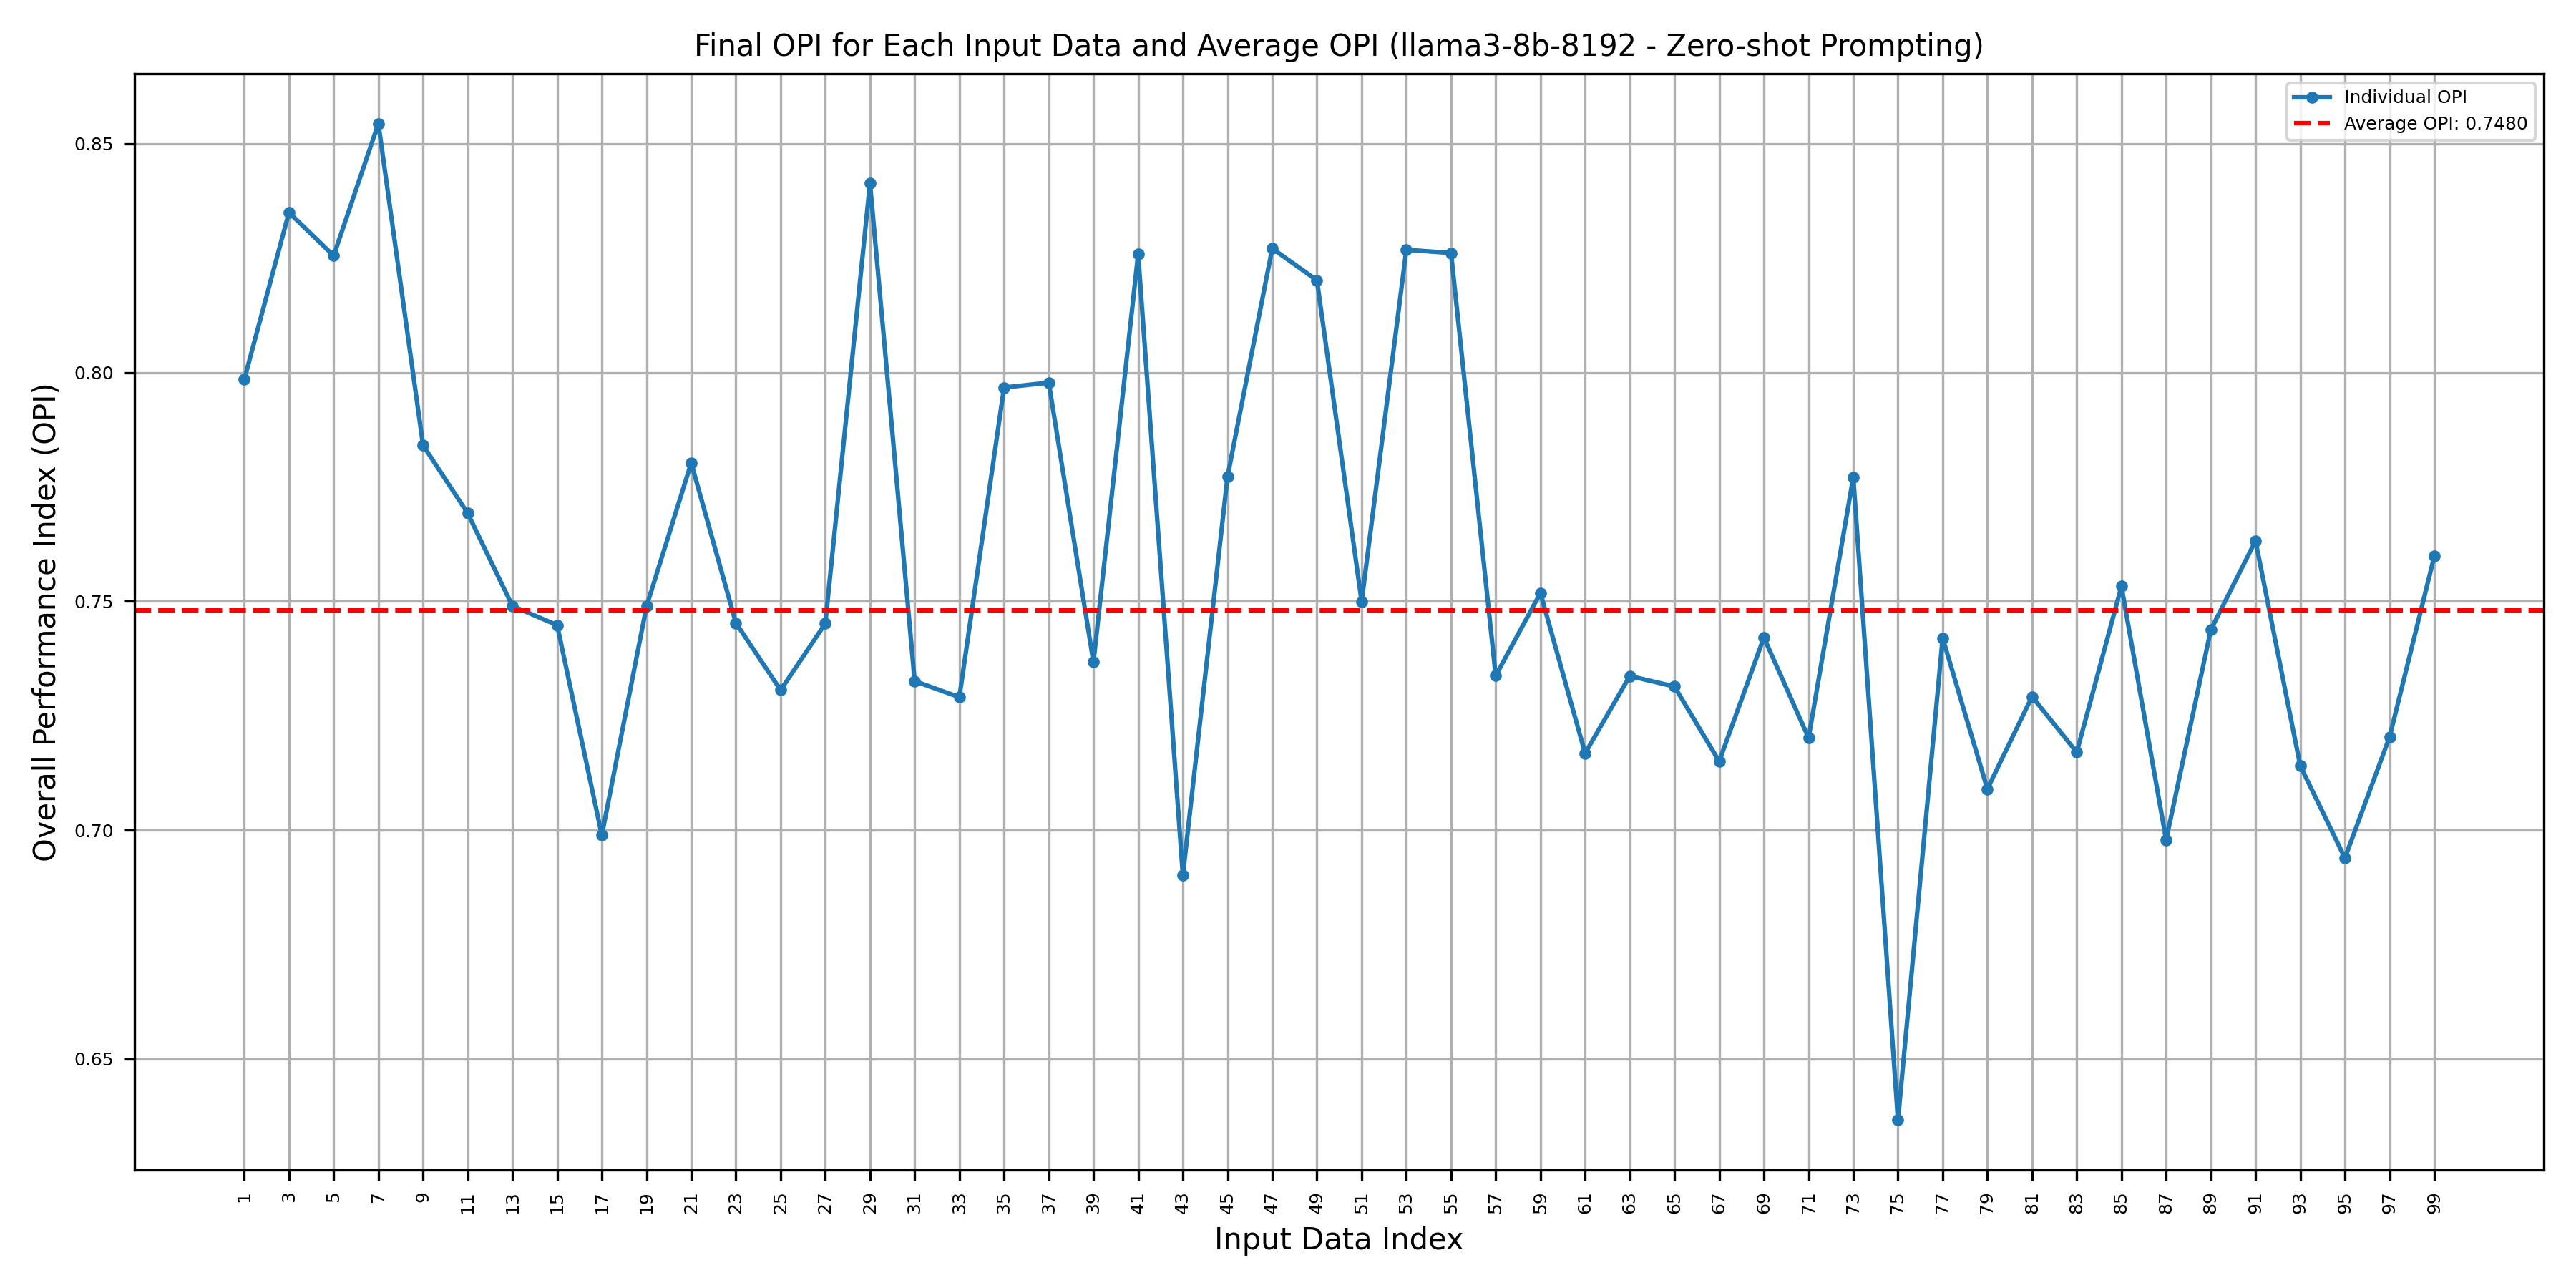 Final OPI for Each Input Data and Average OPI (llama3-8b-8192 - Zero-shot Prompting)
Individual OPI
Average OPI: 0.7480
Overall Performance Index (OPI)
0.85
0.80
0.75
0.70
0.65
1 3 5 7 9 11 13 15 17 19 21 23 25 27 29 31 33 35 37 39 41 43 45 47 49 51 53 55 57 59 61 63 65 67 69 71 73 75 77 79 81 83 85 87 89 91 93 95 97 99
Input Data Index